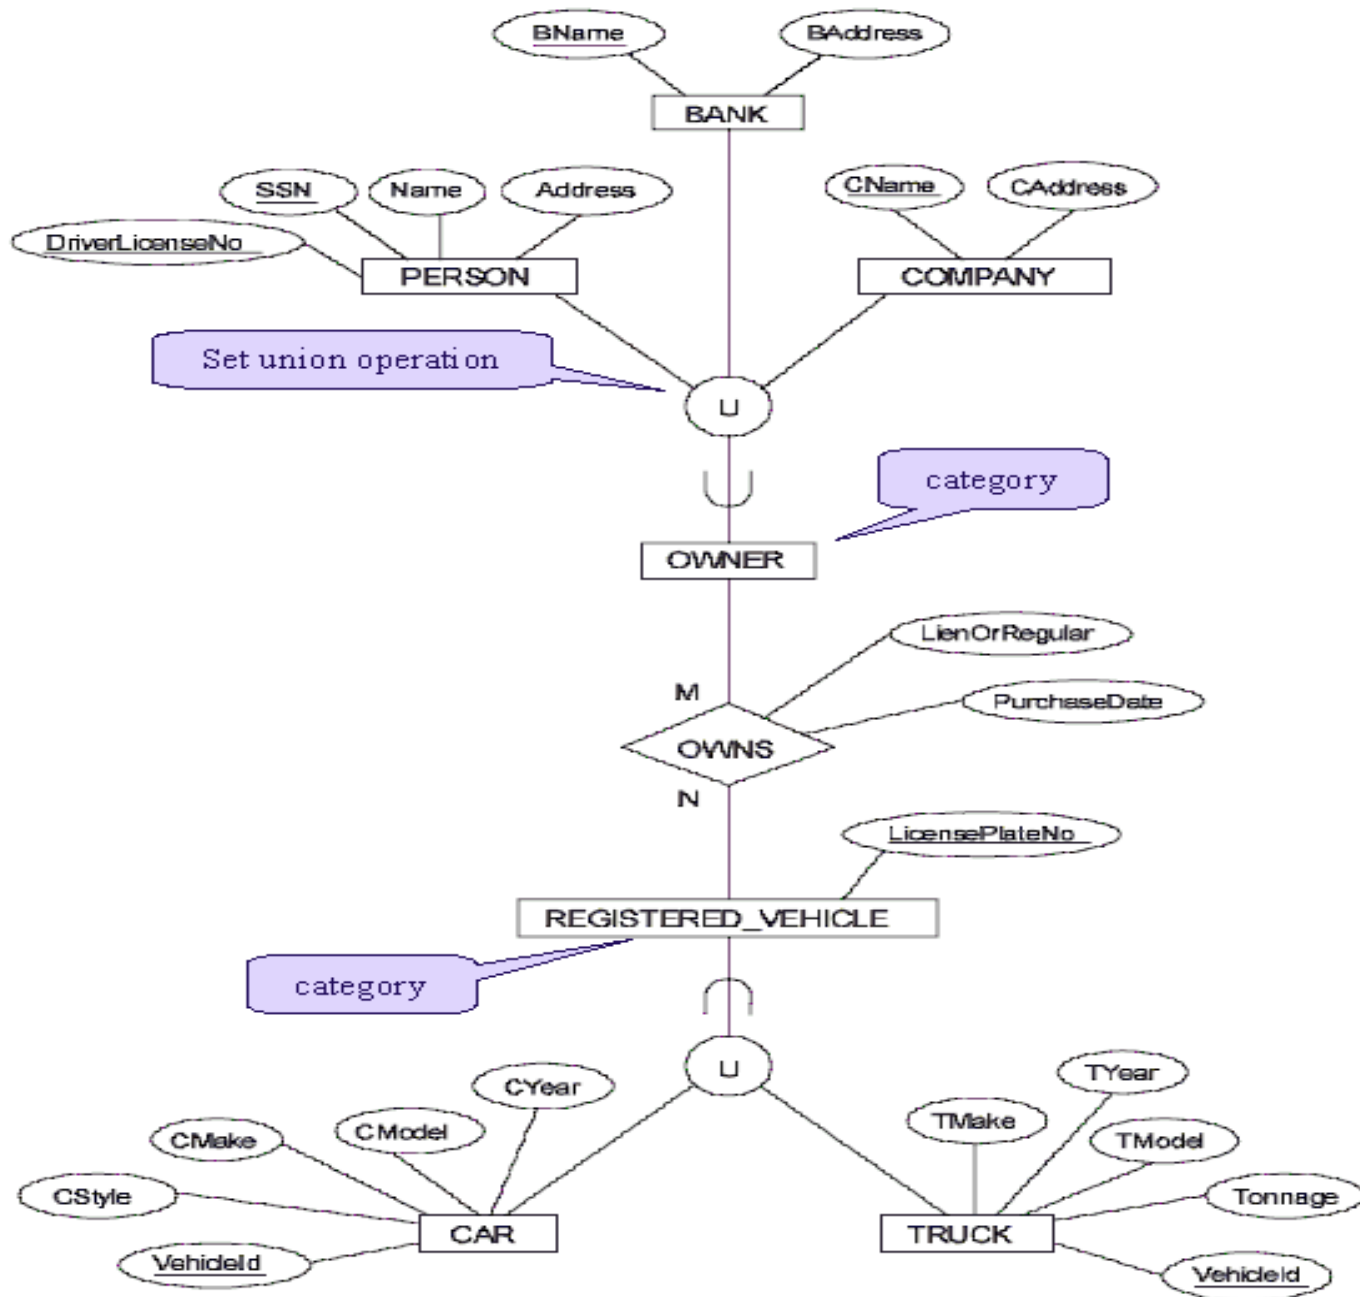 BName
BAddress
BANK
SSN
Name
Address
CName
CAddress
DriverLicenseNo
PERSON
COMPANY
Set union operation
U
category
OWNER
LienOrRegular
M
PurchaseDate
OWNS
N
LicensePlateNo
REGISTERED_VEHICLE
category
U
CYear
TYear
CMake
CModel
TMake
TModel
CStyle
Tonnage
CAR
TRUCK
VehicleId
VehicleId